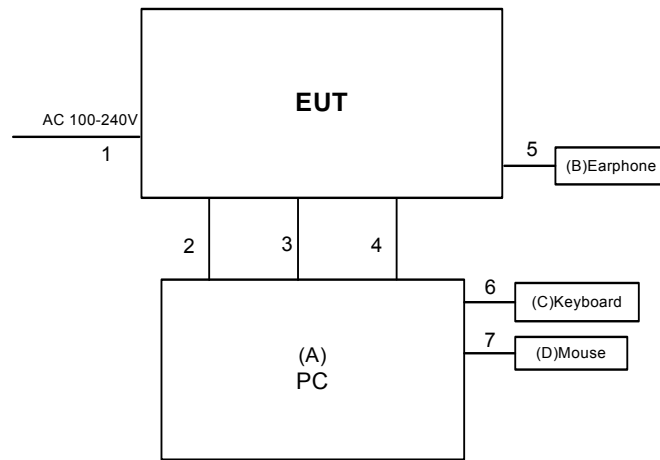 EUT
AC 100-240V
1
5
(B)Earphone
2
3
4
6
(C)Keyboard
7
(D)Mouse
(A)
PC